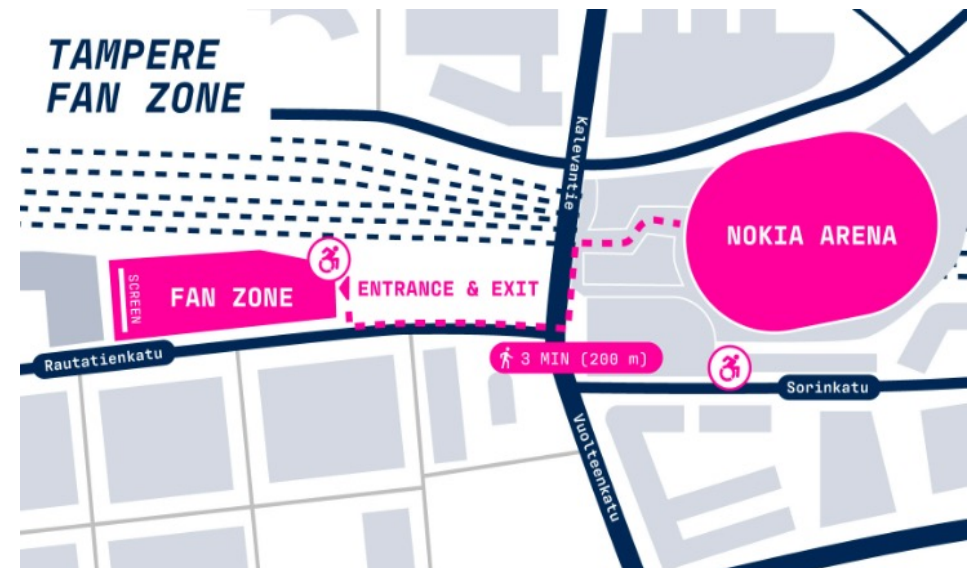 TAMPERE
FAN ZONE
Kalevantie
NOKIA ARENA
SCREEN
FAN ZONE
ENTRANCE & EXIT
Rautatienkatu
3 MIN (200 m)
Sorinkatu
Vuolteenkatu